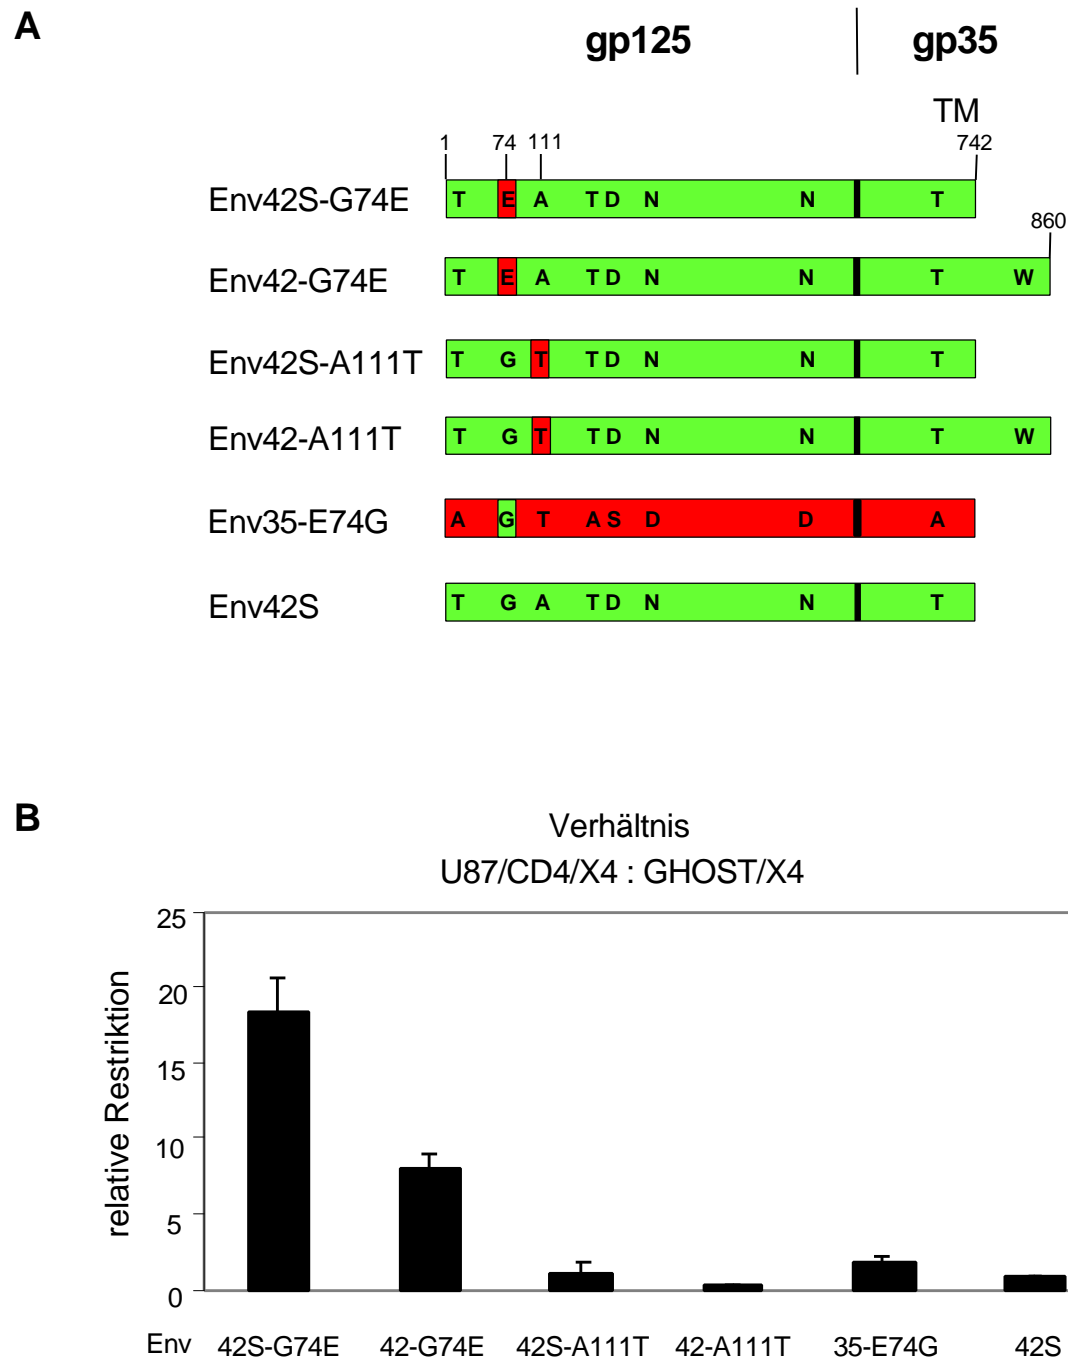 A
gp125 gp35
TM
1 74 111 742
Env42S-G74E T E A T D N N T
860
Env42-G74E T E A T D N N T W
Env42S-A111T T G T T D N N T
Env42-A111T T G T T D N N T W
Env35-E74G A G T A S D D A
Env42S T G A T D N N T
B
Verhältnis
U87/CD4/X4 : GHOST/X4
relative Restriktion
25
20
15
10
5
0
Env 42S-G74E 42-G74E 42S-A111T 42-A111T 35-E74G 42S